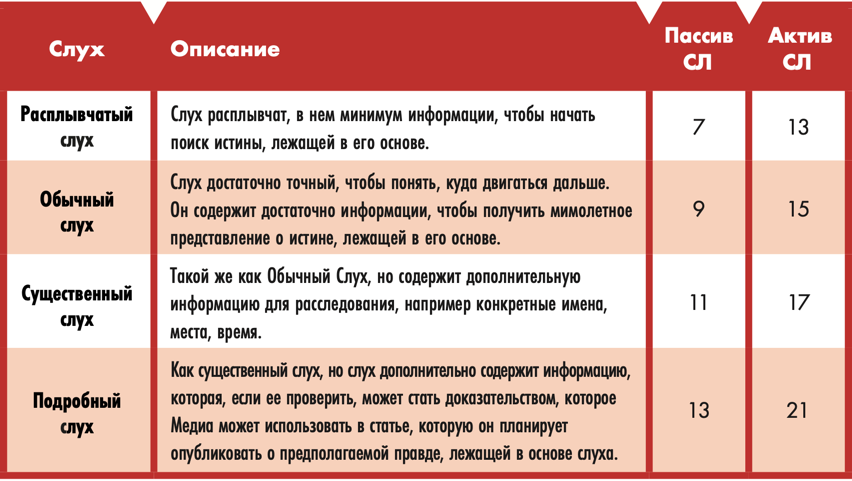 Слух
Описание
Пассив
СЛ
Актив
СЛ
Расплывчатый
слух
Слух расплывчат, в нем минимум информации, чтобы начать
поиск истины, лежащей в его основе.
7
13
Обычный
слух
Слух достаточно точный, чтобы понять, куда двигаться дальше.
Он содержит достаточно информации, чтобы получить мимолетное
представление о истине, лежащей в его основе.
9
15
Существенный
слух
Такой же как Обычный Слух, но содержит дополнительную
информацию для расследования, например конкретные имена,
места, время.
11
17
Подробный
слух
Как существенный слух, но слух дополнительно содержит информацию,
которая, если ее проверить, может стать доказательством, которое
Медиа может использовать в статье, которую он планирует
опубликовать о предполагаемой правде, лежащей в основе слуха.
13
21